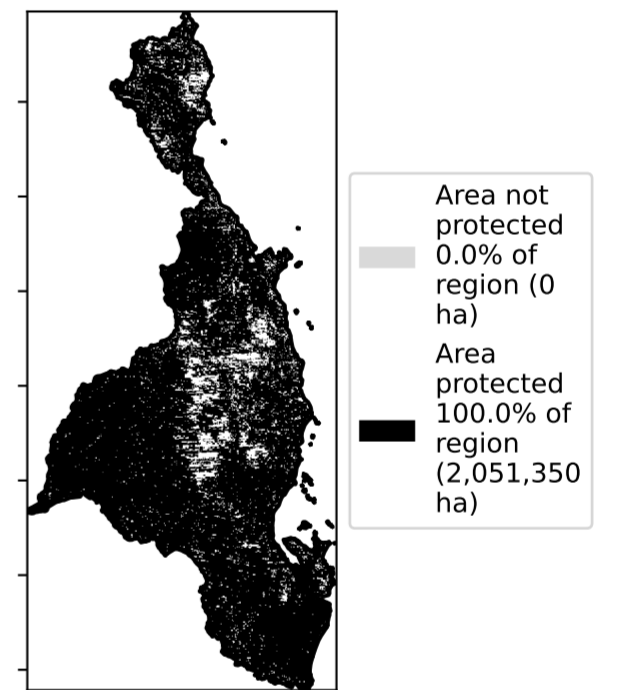 Area not
protected
0.0% of
region (0
ha)
Area
protected
100.0% of
region
(2,051,350
ha)